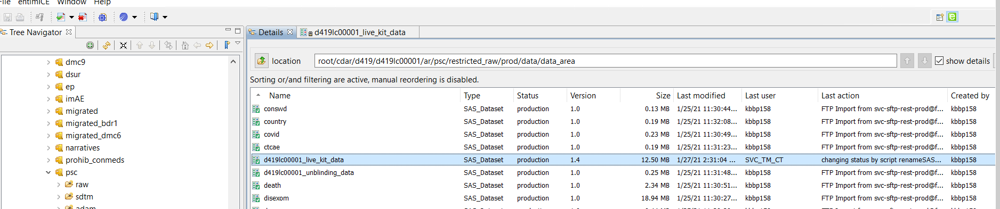 File entimICE Window Help
Tree Navigator
dmc9
dsur
ep
imAE
migrated
migrated_bdr1
migrated_dmc6
narratives
prohib_conmeds
psc
raw
sdtm
adam
Details d419lc00001_live_kit_data
location root/cdar/d419/d419lc00001/ar/psc/restricted_raw/prod/data/data_area show details
Sorting or/and filtering are active, manual reordering is disabled.
Name Type Status Version Size Last modified Last user Last action Created by
conswd SAS_Dataset production 1.0 0.13 MB 1/25/21 11:30:44... kbbp158 FTP Import from svc-sftp-rest-prod@f... kbbp158
country SAS_Dataset production 1.0 0.19 MB 1/25/21 11:32:08... kbbp158 FTP Import from svc-sftp-rest-prod@f... kbbp158
covid SAS_Dataset production 1.0 0.23 MB 1/25/21 11:30:49... kbbp158 FTP Import from svc-sftp-rest-prod@f... kbbp158
ctcae SAS_Dataset production 1.0 0.19 MB 1/25/21 11:31:23... kbbp158 FTP Import from svc-sftp-rest-prod@f... kbbp158
d419lc00001_live_kit_data SAS_Dataset production 1.4 12.50 MB 1/27/21 2:31:04 ... SVC_TM_CT changing status by script renameSAS... kbbp158
d419lc00001_unblinding_data SAS_Dataset production 1.0 0.25 MB 1/25/21 11:31:48... kbbp158 FTP Import from svc-sftp-rest-prod@f... kbbp158
death SAS_Dataset production 1.0 2.34 MB 1/25/21 11:30:51... kbbp158 FTP Import from svc-sftp-rest-prod@f... kbbp158
disexom SAS_Dataset production 1.0 18.94 MB 1/25/21 11:30:27... kbbp158 FTP Import from svc-sftp-rest-prod@f... kbbp158